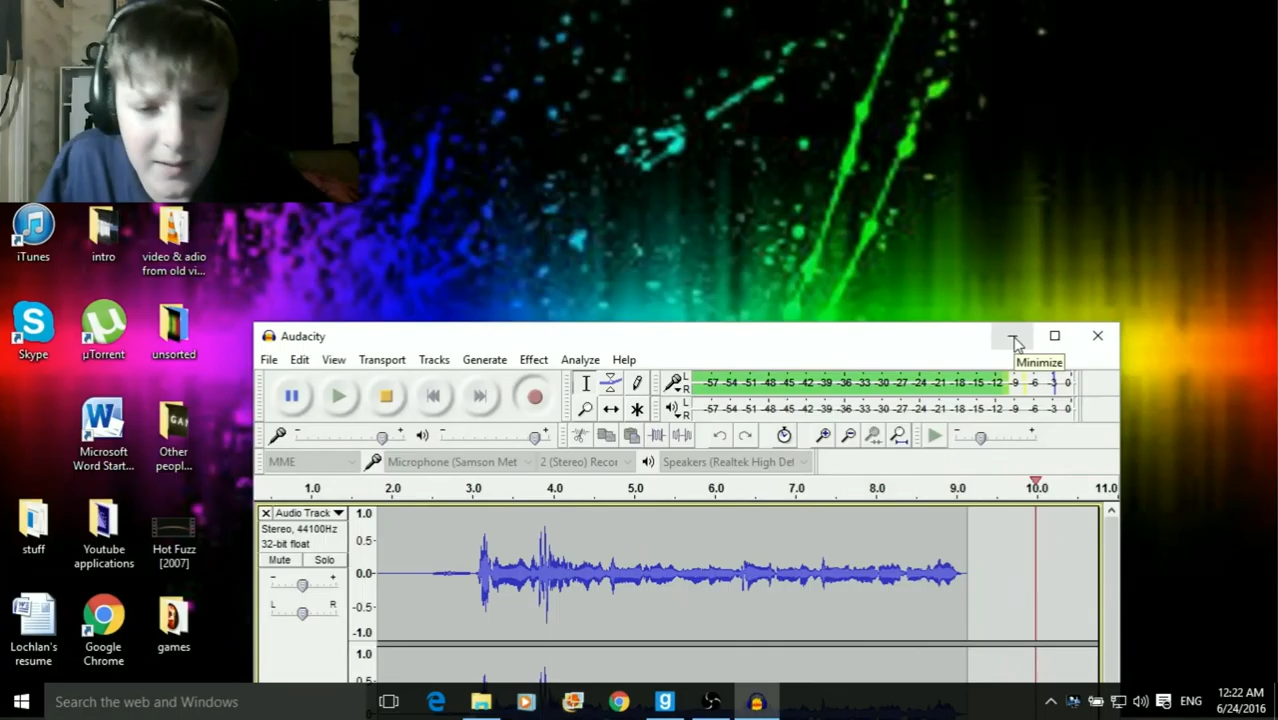 iTunes
intro
video & adio
from old vi...
Skype
µTorrent
unsorted
Microsoft
Word Start...
Other
peopl...
stuff
Youtube
applications
Hot Fuzz
[2007]
Lochlan's
resume
Google
Chrome
games
Audacity
Minimize
File Edit View Transport Tracks Generate Effect Analyze Help
L
R
-57 -54 -51 -48 -45 -42 -39 -36 -33 -30 -27 -24 -21 -18 -15 -12 -9 -6 -3 0
L
R
-57 -54 -51 -48 -45 -42 -39 -36 -33 -30 -27 -24 -21 -18 -15 -12 -9 -6 -3 0
MME Microphone (Samson Met 2 (Stereo) Recor Speakers (Realtek High Def
1.0 2.0 3.0 4.0 5.0 6.0 7.0 8.0 9.0 10.0 11.0
Audio Track
Stereo, 44100Hz
32-bit float
Mute Solo
L R
1.0
0.5
0.0
-0.5
-1.0
1.0
0.5
Search the web and Windows
ENG
12:22 AM
6/24/2016